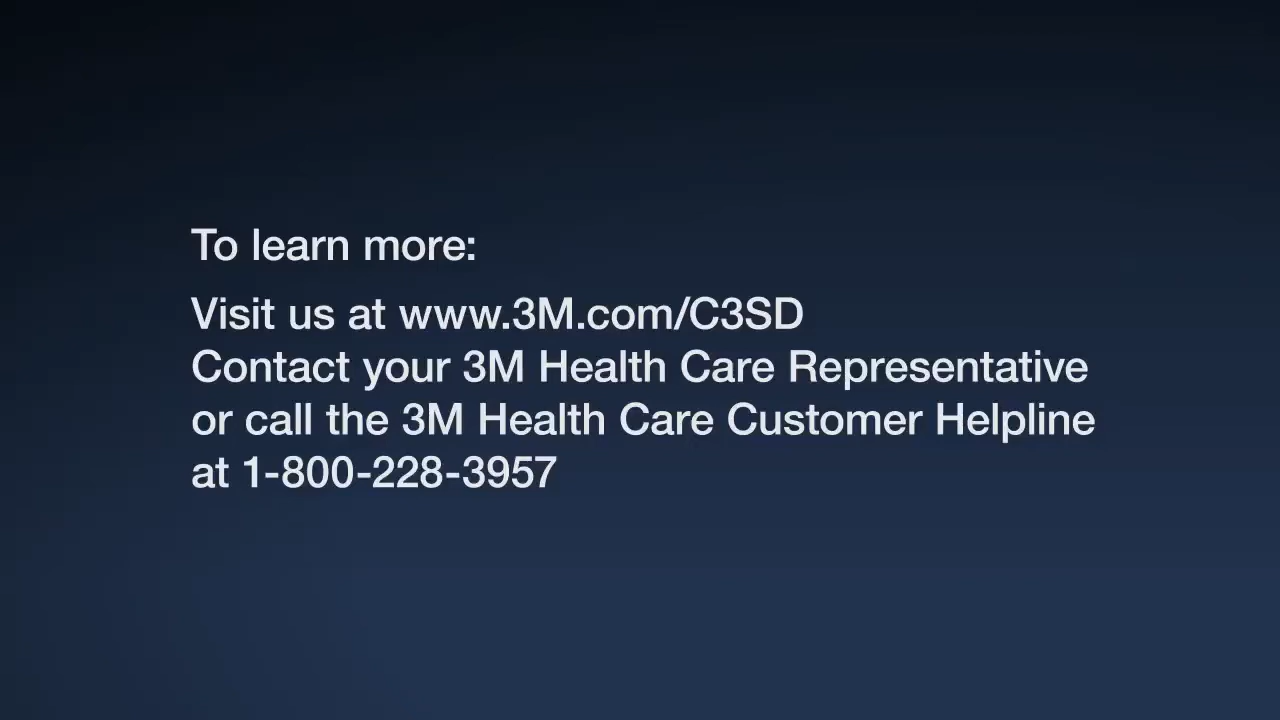 To learn more:
Visit us at www.3M.com/C3SD
Contact your 3M Health Care Representative
or call the 3M Health Care Customer Helpline
at 1-800-228-3957